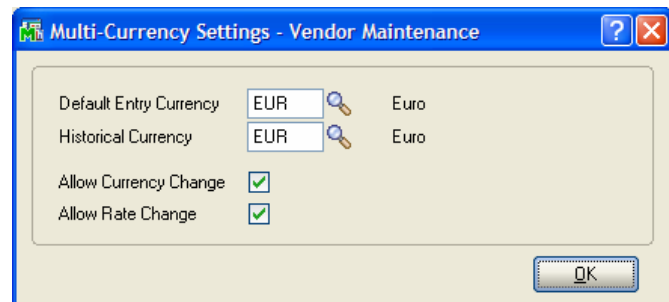 Multi-Currency Settings - Vendor Maintenance
Default Entry Currency EUR Euro
Historical Currency EUR Euro
Allow Currency Change
Allow Rate Change
OK